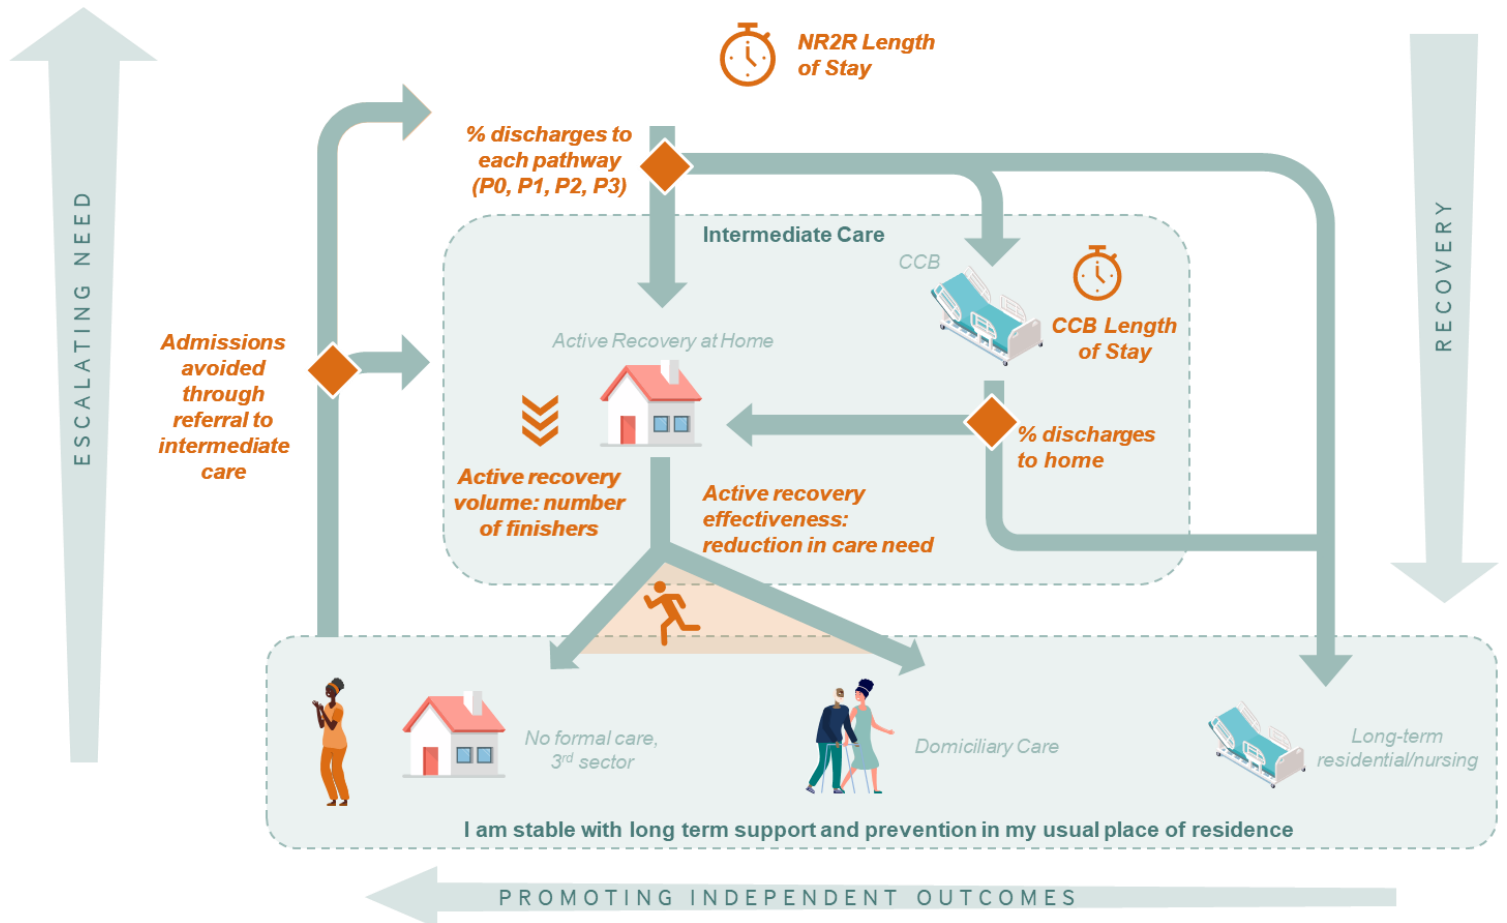 NR2R Length
of Stay
% discharges to
each pathway
(P0, P1, P2, P3)
ESCALATING NEED
RECOVERY
Intermediate Care
CCB
CCB Length
of Stay
Admissions
avoided
through
referral to
intermediate
care
Active Recovery at Home
% discharges
to home
Active recovery
volume: number
of finishers
Active recovery
effectiveness:
reduction in care need
No formal care,
3rd sector
Domiciliary Care
Long-term
residential/nursing
I am stable with long term support and prevention in my usual place of residence
PROMOTING INDEPENDENT OUTCOMES